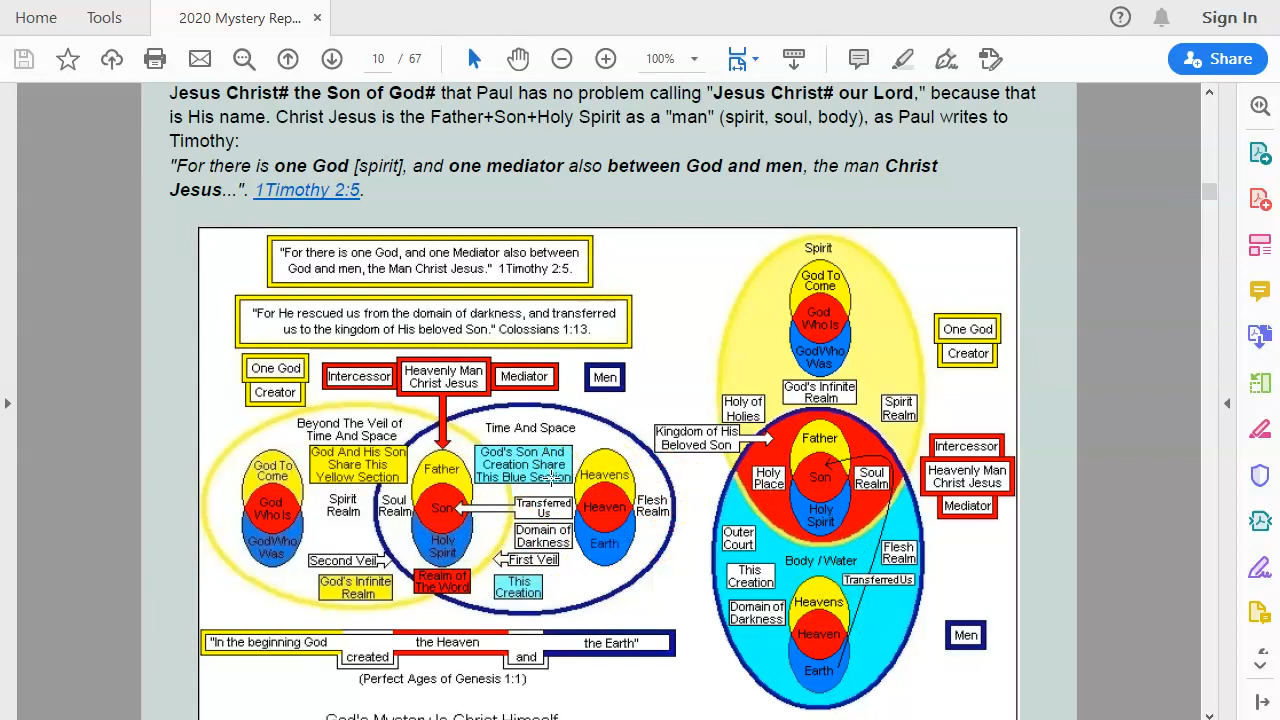 Home
Tools
2020 Mystery Rep...
Sign In
10 / 67
100%
Share
Jesus Christ# the Son of God# that Paul has no problem calling "Jesus Christ# our Lord," because that
is His name. Christ Jesus is the Father+Son+Holy Spirit as a "man" (spirit, soul, body), as Paul writes to
Timothy:
"For there is one God [spirit], and one mediator also between God and men, the man Christ
Jesus...". 1Timothy 2:5.
"For there is one God, and one Mediator also between
God and men, the Man Christ Jesus." 1Timothy 2:5.
"For He rescued us from the domain of darkness, and transferred
us to the kingdom of His beloved Son." Colossians 1:13.
One God
Creator
Intercessor
Heavenly Man
Christ Jesus
Mediator
Men
Beyond The Veil of
Time And Space
Time And Space
God And His Son
Share This
Yellow Section
God's Son And
Creation Share
This Blue Section
God To
Come
God
Who Is
GodWho
Was
Spirit
Realm
Soul
Realm
Father
Son
Holy
Spirit
Transferred
Us
Domain of
Darkness
Heavens
Heaven
Earth
Flesh
Realm
Second Veil
First Veil
God's Infinite
Realm
Realm of
The Word
This
Creation
"In the beginning God
created
the Heaven
and
the Earth"
(Perfect Ages of Genesis 1:1)
God's Mystery Is Christ Himself
Spirit
God To
Come
God
Who Is
GodWho
Was
One God
Creator
God's Infinite
Realm
Holy of
Holies
Spirit
Realm
Kingdom of His
Beloved Son
Father
Son
Holy
Spirit
Holy
Place
Soul
Realm
Intercessor
Heavenly Man
Christ Jesus
Mediator
Outer
Court
Body / Water
Flesh
Realm
This
Creation
Transferred Us
Domain of
Darkness
Heavens
Heaven
Earth
Men